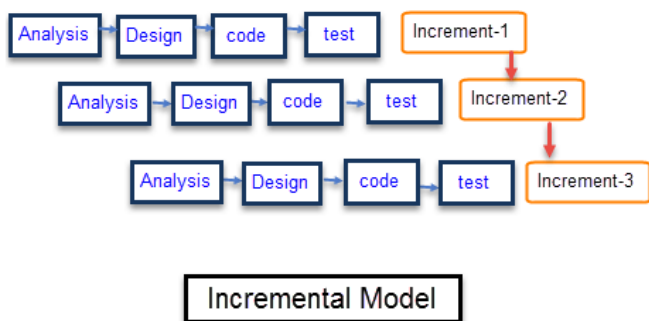 Analysis Design code test Increment-1
Analysis Design code test Increment-2
Analysis Design code test Increment-3
Incremental Model